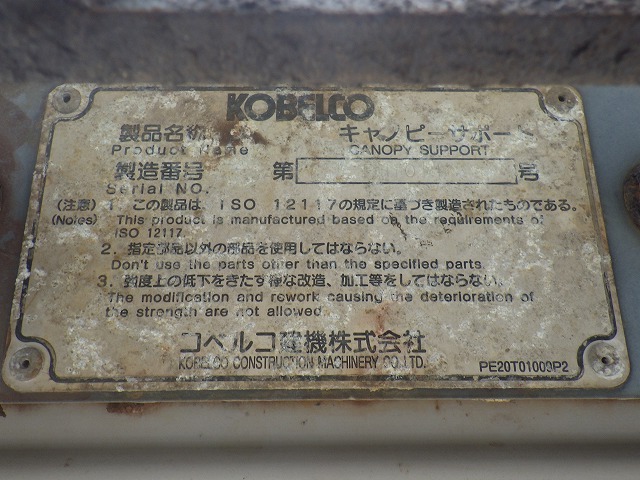 KOBELCO
製品名称 キャノピーサポート
Product Name CANOPY SUPPORT
製造番号 第 号
Serial NO.
(注意) 1. この製品は、ISO 12117の規定に基づき製造されたものである。
(Notes) This product is manufactured based on the requirements of
ISO 12117.
2. 指定部品以外の部品を使用してはならない。
Don't use the parts other than the specified parts.
3. 強度上の低下をきたす様な改造、加工等をしてはならない。
The modification and rework causing the deterioration of
the strength are not allowed.
コベルコ建機株式会社
KOBELCO CONSTRUCTION MACHINERY CO.,LTD.
PE20T01009P2